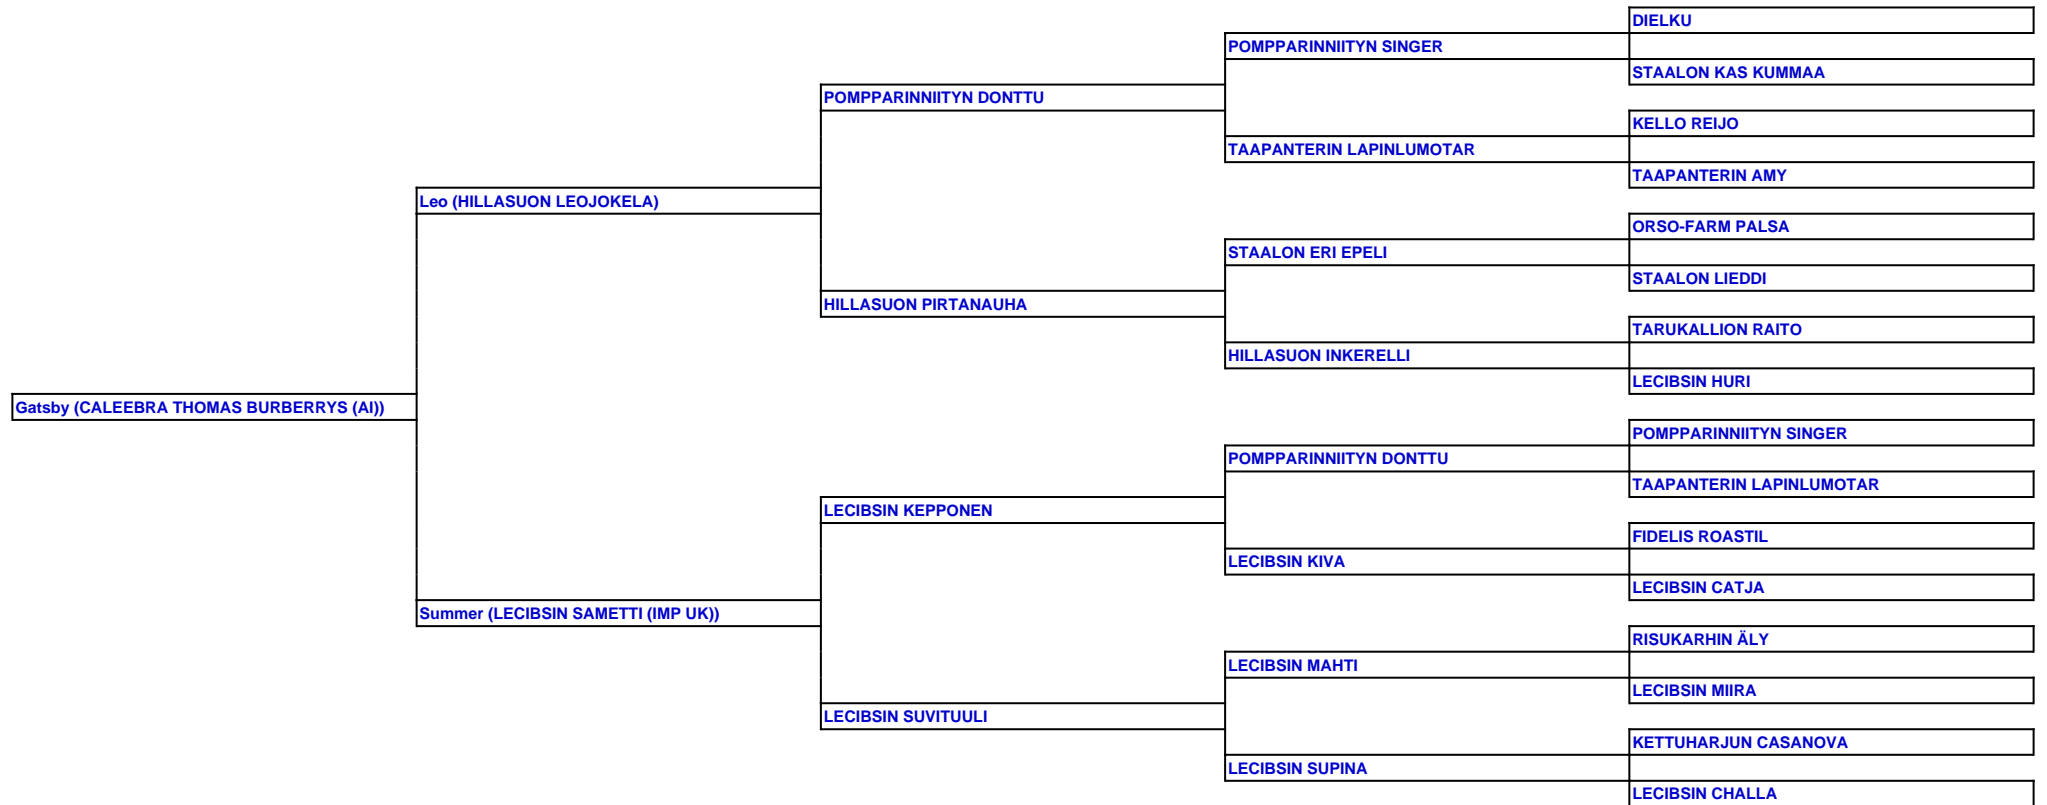 DIELKU
POMPPARINNIITYN SINGER
STAALON KAS KUMMAA
POMPPARINNIITYN DONTTU
KELLO REIJO
TAAPANTERIN LAPINLUMOTAR
TAAPANTERIN AMY
Leo (HILLASUON LEOJOKELA)
ORSO-FARM PALSA
STAALON ERI EPELI
STAALON LIEDDI
HILLASUON PIRTANAUHA
TARUKALLION RAITO
HILLASUON INKERELLI
LECIBSIN HURI
Gatsby (CALEEBRA THOMAS BURBERRYS (AI))
POMPPARINNIITYN SINGER
POMPPARINNIITYN DONTTU
TAAPANTERIN LAPINLUMOTAR
LECIBSIN KEPPONEN
FIDELIS ROASTIL
LECIBSIN KIVA
LECIBSIN CATJA
Summer (LECIBSIN SAMETTI (IMP UK))
RISUKARHIN ÄLY
LECIBSIN MAHTI
LECIBSIN MIIRA
LECIBSIN SUVITUULI
KETTUHARJUN CASANOVA
LECIBSIN SUPINA
LECIBSIN CHALLA